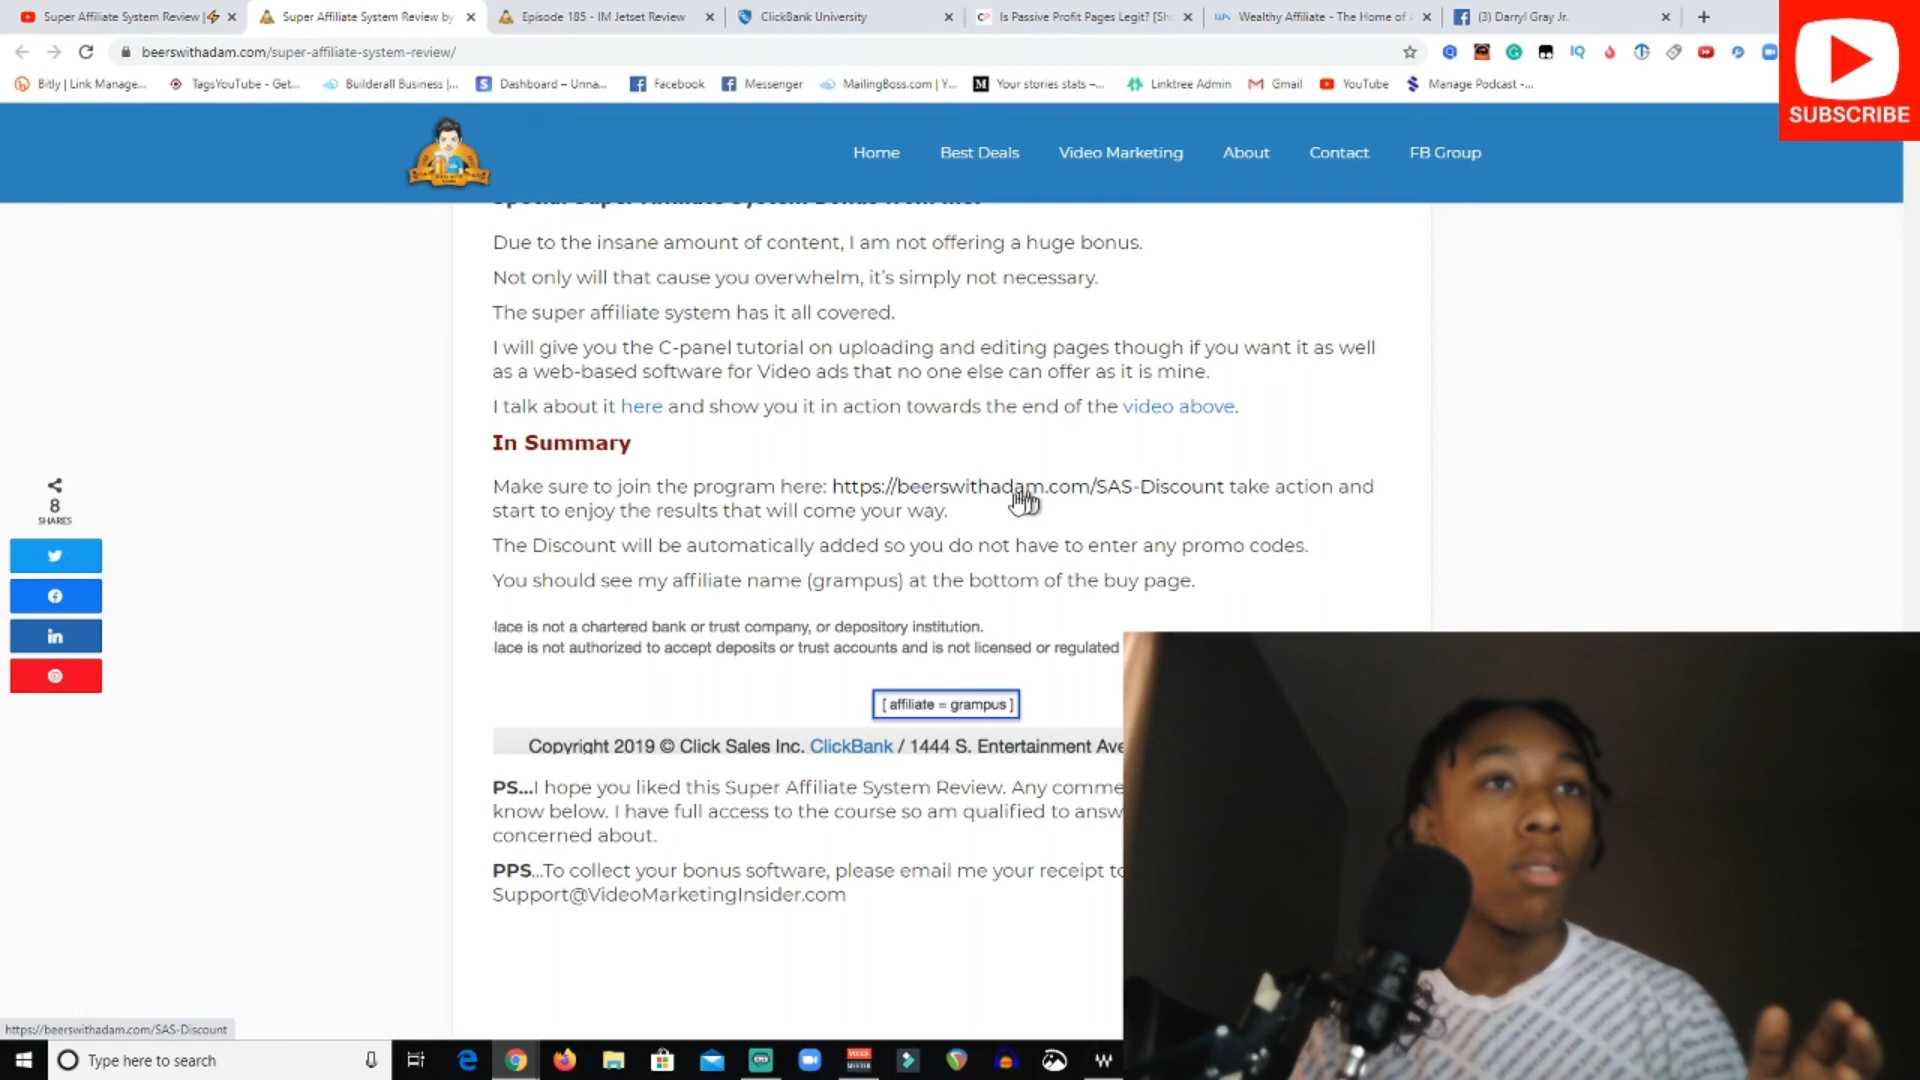 Super Affiliate System Review |
Super Affiliate System Review by
Episode 185 - IM Jetset Review
ClickBank University
Is Passive Profit Pages Legit? [Sh
Wealthy Affiliate - The Home of
(3) Darryl Gray Jr.
beerswithadam.com/super-affiliate-system-review/
Bitly | Link Manage...
TagsYouTube - Get...
Builderall Business |...
Dashboard – Unna...
Facebook
Messenger
MailingBoss.com | Y...
Your stories stats –...
Linktree Admin
Gmail
YouTube
Manage Podcast -...
SUBSCRIBE
Home
Best Deals
Video Marketing
About
Contact
FB Group
Due to the insane amount of content, I am not offering a huge bonus.
Not only will that cause you overwhelm, it's simply not necessary.
The super affiliate system has it all covered.
I will give you the C-panel tutorial on uploading and editing pages though if you want it as well
as a web-based software for Video ads that no one else can offer as it is mine.
I talk about it here and show you it in action towards the end of the video above.
In Summary
Make sure to join the program here: https://beerswithadam.com/SAS-Discount take action and
start to enjoy the results that will come your way.
The Discount will be automatically added so you do not have to enter any promo codes.
You should see my affiliate name (grampus) at the bottom of the buy page.
lace is not a chartered bank or trust company, or depository institution.
lace is not authorized to accept deposits or trust accounts and is not licensed or regulated
[ affiliate = grampus ]
Copyright 2019 © Click Sales Inc. ClickBank / 1444 S. Entertainment Ave
PS...I hope you liked this Super Affiliate System Review. Any comme
know below. I have full access to the course so am qualified to answ
concerned about.
PPS...To collect your bonus software, please email me your receipt to
Support@VideoMarketingInsider.com
8
SHARES
https://beerswithadam.com/SAS-Discount
Type here to search